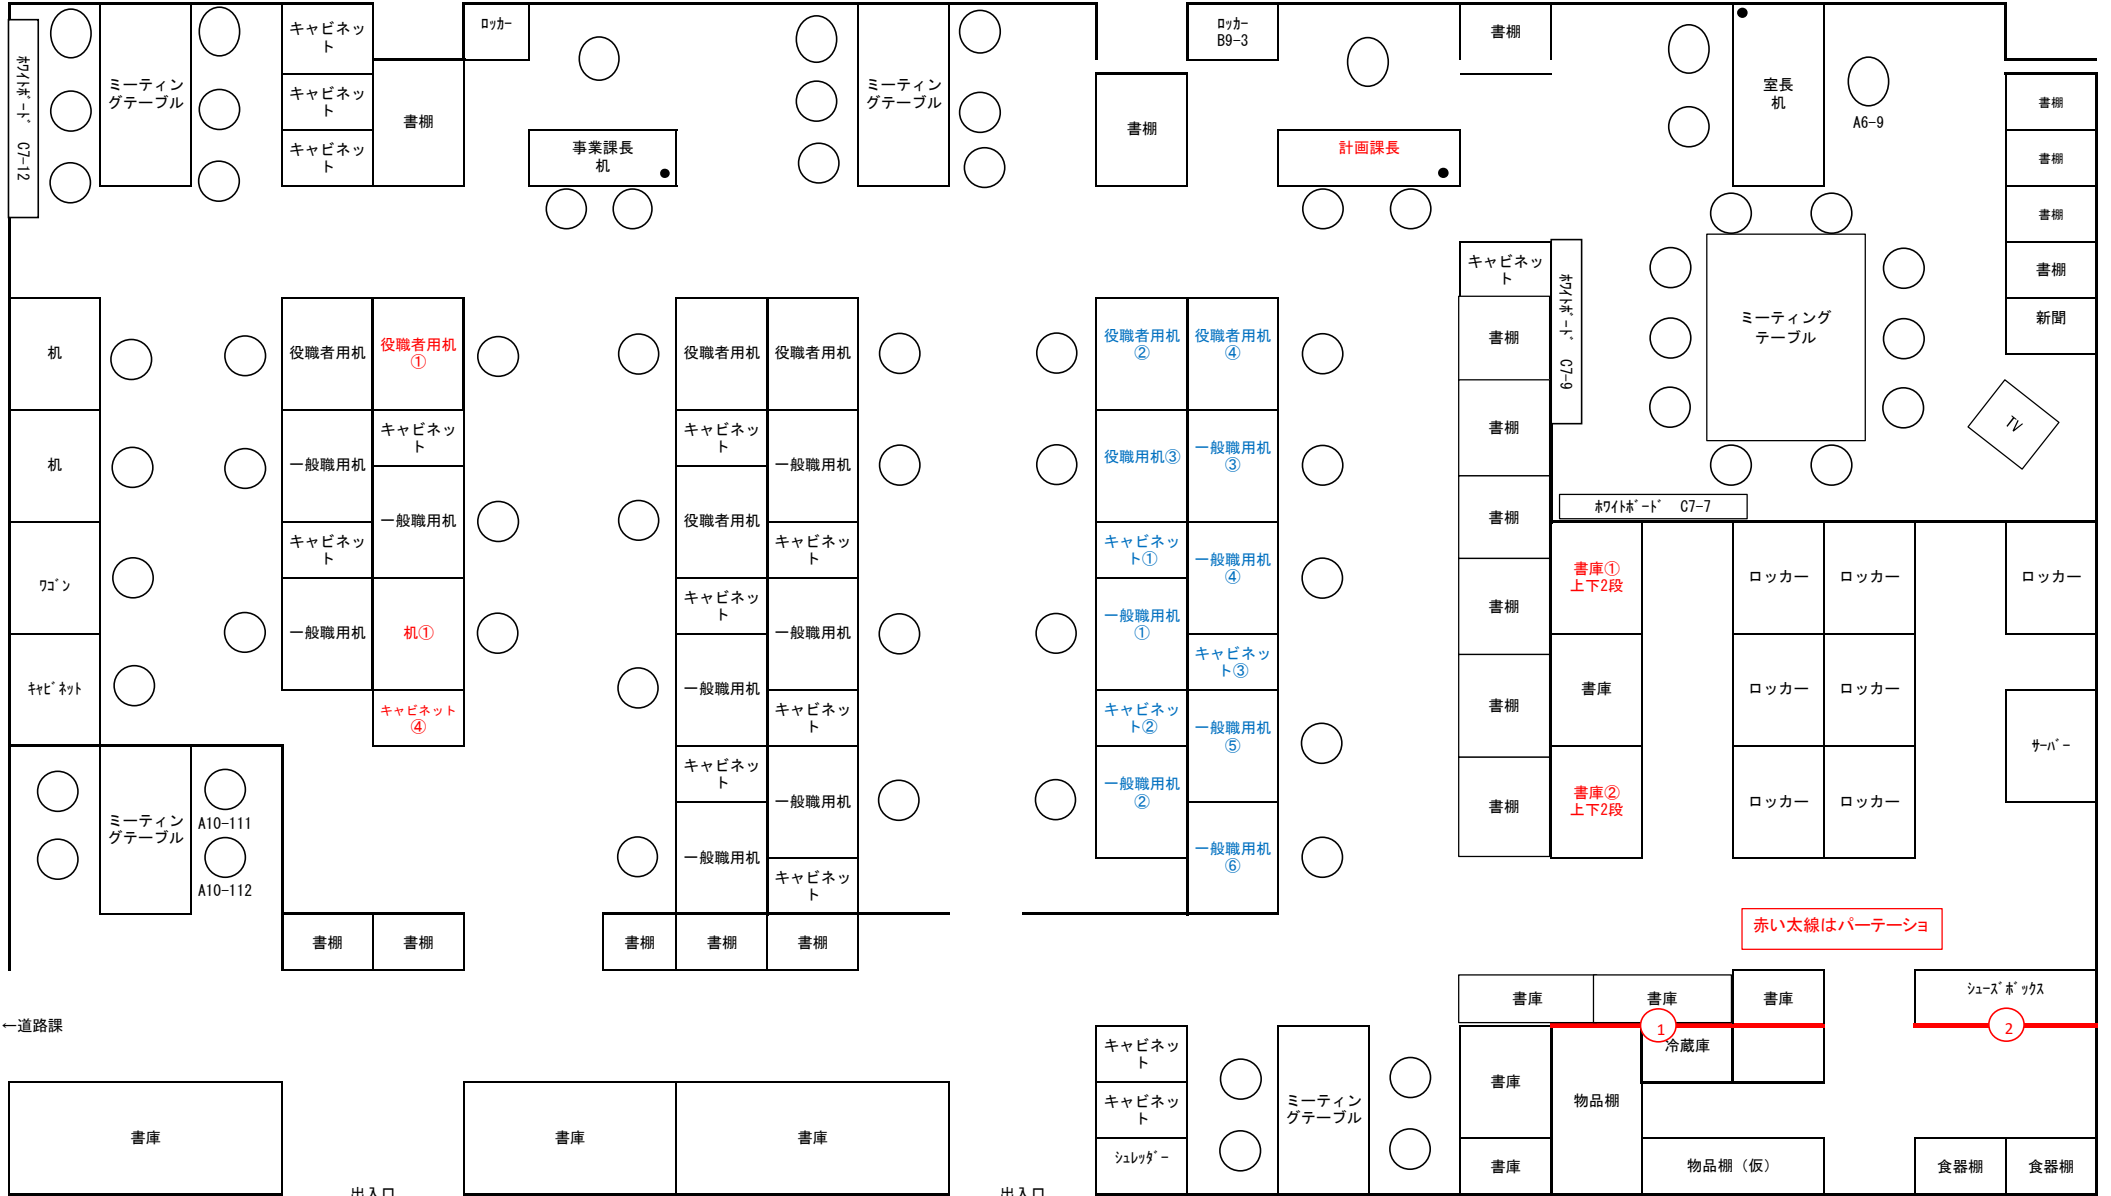 ﾎﾜｲﾄﾎﾞｰﾄﾞ C7-12
ミーティン
グテーブル
キャビネッ
ト
キャビネッ
ト
キャビネッ
ト
書棚
ﾛｯｶｰ
事業課長
机
ミーティン
グテーブル
書棚
ﾛｯｶｰ
B9-3
計画課長
書棚
室長
机
A6-9
書棚
書棚
書棚
書棚
新聞
キャビネッ
ト
ﾎﾜｲﾄﾎﾞｰﾄﾞ C7-9
ミーティング
テーブル
TV
ﾎﾜｲﾄﾎﾞｰﾄﾞ C7-7
机
机
ﾜｺﾞﾝ
ｷｬﾋﾞﾈｯﾄ
役職者用机
一般職用机
キャビネッ
ト
一般職用机
役職者用机
①
キャビネッ
ト
一般職用机
机①
キャビネット
④
役職者用机
キャビネッ
ト
役職者用机
キャビネッ
ト
一般職用机
キャビネッ
ト
一般職用机
役職者用机
一般職用机
キャビネッ
ト
一般職用机
キャビネッ
ト
一般職用机
キャビネッ
ト
役職者用机
②
役職用机③
キャビネッ
ト①
一般職用机
①
キャビネッ
ト②
一般職用机
②
役職者用机
④
一般職用机
③
一般職用机
④
キャビネッ
ト③
一般職用机
⑤
一般職用机
⑥
書棚
書棚
書棚
書棚
書棚
書棚
書庫①
上下2段
書庫
書庫②
上下2段
ロッカー
ロッカー
ロッカー
ロッカー
ロッカー
ロッカー
ロッカー
ｻｰﾊﾞｰ
ミーティン
グテーブル
A10-111
A10-112
書棚
書棚
書棚
書棚
書棚
赤い太線はパーテーショ
←道路課
書庫
書庫
書庫
ｼｭｰｽﾞﾎﾞｯｸｽ
1
2
冷蔵庫
キャビネッ
ト
キャビネッ
ト
ｼｭﾚｯﾀﾞｰ
ミーティン
グテーブル
書庫
書庫
物品棚
物品棚（仮）
食器棚
食器棚
書庫
書庫
書庫
出入口
出入口